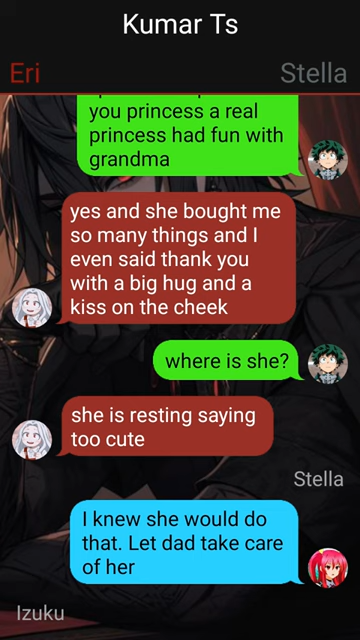 Kumar Ts
Eri
Stella
you princess a real
princess had fun with
grandma
yes and she bought me
so many things and I
even said thank you
with a big hug and a
kiss on the cheek
where is she?
she is resting saying
too cute
Stella
I knew she would do
that. Let dad take care
of her
Izuku